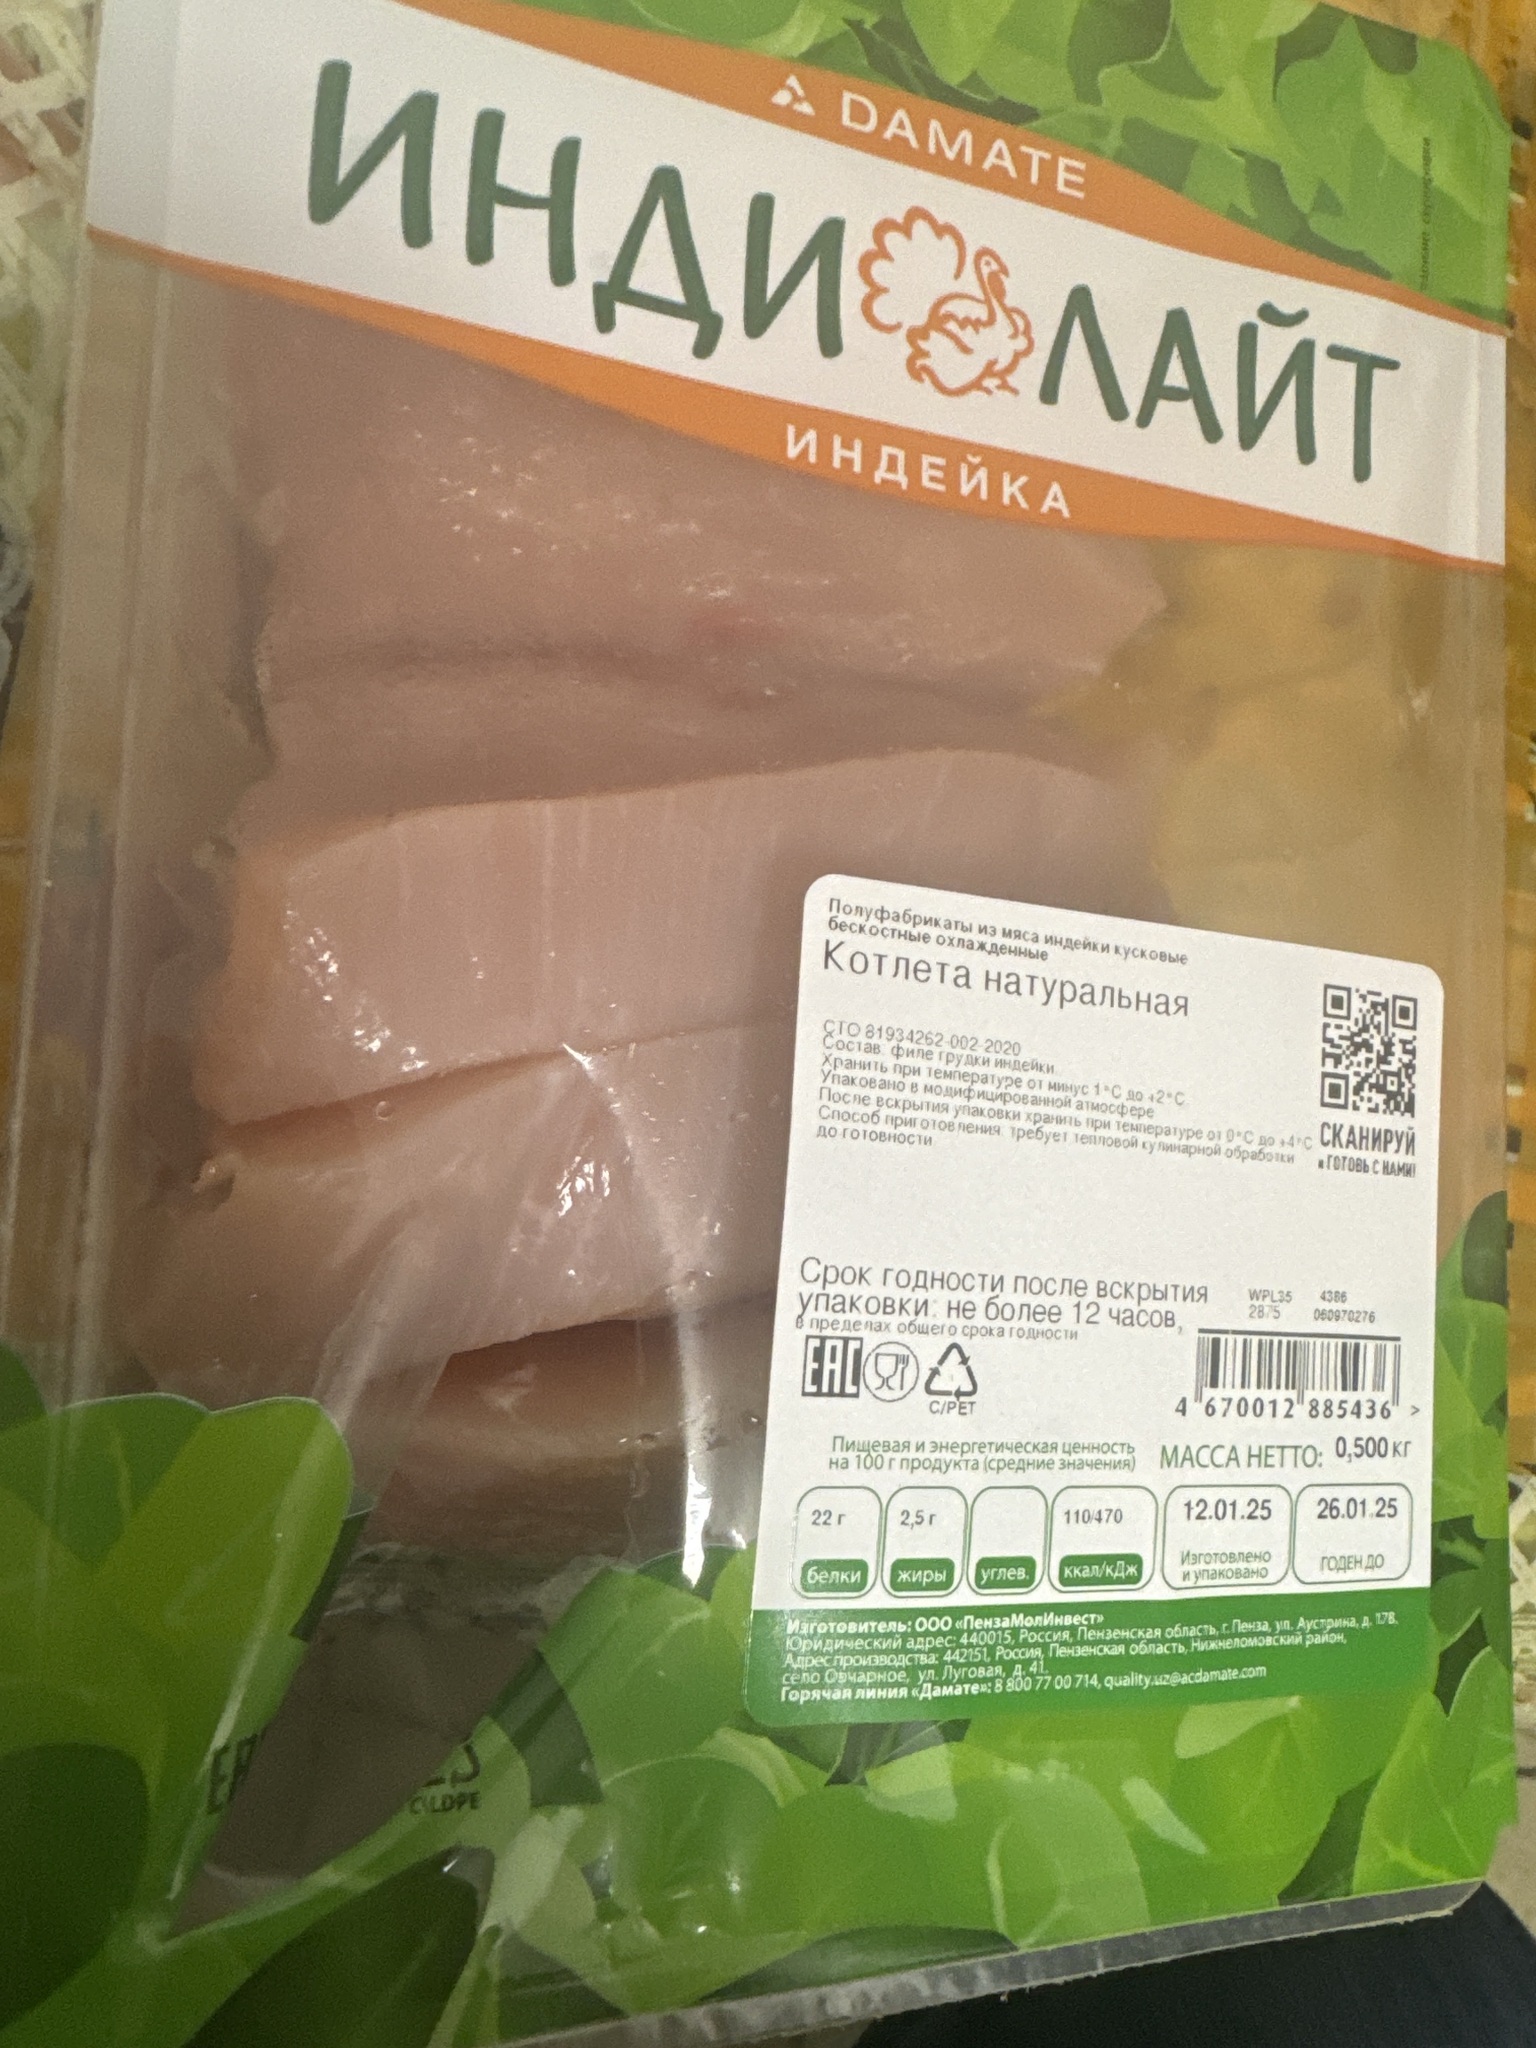 DAMATE
ИНДИ ЛАЙТ
ИНДЕЙКА
Полуфабрикаты из мяса индейки кусковые
бескостные охлажденные
Котлета натуральная
СТО 81934262-002-2020
Состав: филе грудки индейки.
Хранить при температуре от минус 1°С до +2°С.
Упаковано в модифицированной атмосфере
После вскрытия упаковки хранить при температуре от 0°С до +4°С
Способ приготовления: требует тепловой кулинарной обработки
до готовности
СКАНИРУЙ
и ГОТОВЬ С НАМИ!
Срок годности после вскрытия
упаковки: не более 12 часов,
в пределах общего срока годности
WPL35 4386
2875 060970276
EAC
C/PET
4 670012 885436 >
Пищевая и энергетическая ценность
на 100 г продукта (средние значения)
МАССА НЕТТО: 0,500 кг
22 г 2,5 г 110/470 12.01.25 26.01.25
белки жиры углев. ккал/кДж Изготовлено
и упаковано ГОДЕН ДО
Изготовитель: ООО «ПензаМолИнвест»
Юридический адрес: 440015, Россия, Пензенская область, г. Пенза, ул. Аустрина, д. 178.
Адрес производства: 442151, Россия, Пензенская область, Нижнеломовский район,
село Овчарное, ул. Луговая, д. 41.
Горячая линия «Дамате»: 8 800 77 00 714, quality.uz@acdamate.com
C/LDPE